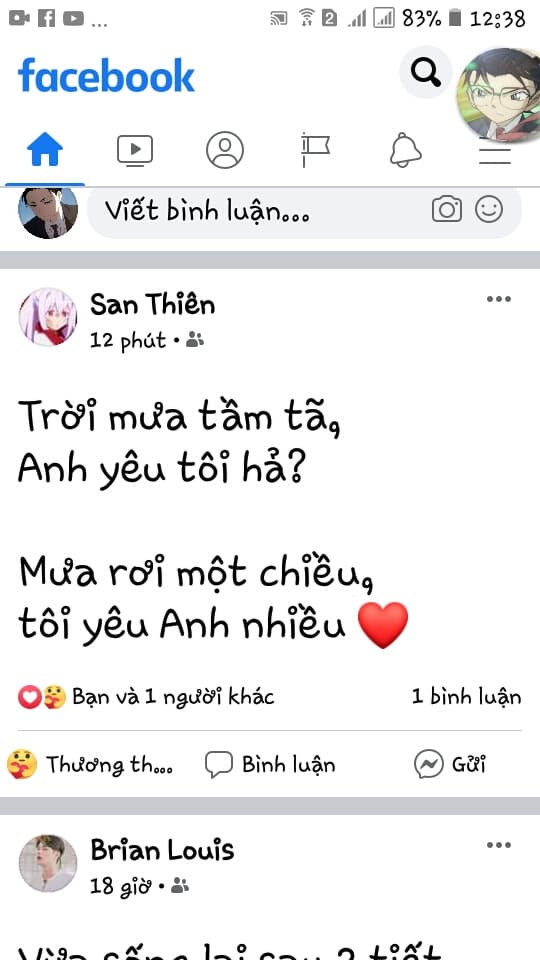 ... 2 83% 12:38
facebook
Viết bình luận...
San Thiên
12 phút •
Trời mưa tầm tã,
Anh yêu tôi hả?
Mưa rơi một chiều,
tôi yêu Anh nhiều
Bạn và 1 người khác 1 bình luận
Thương th... Bình luận Gửi
Brian Louis
18 giờ •